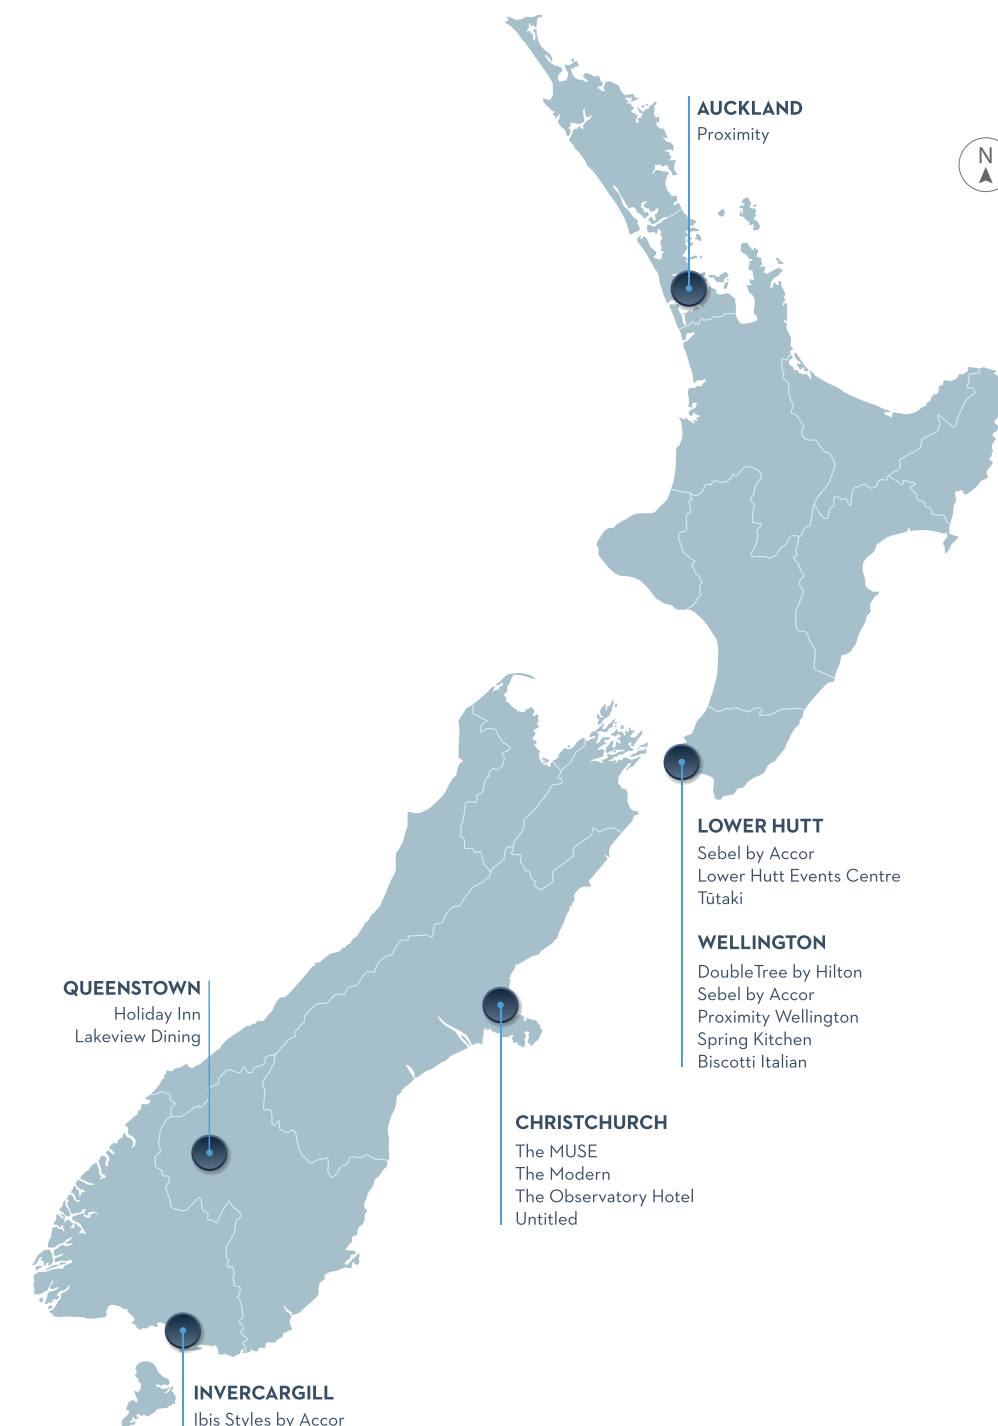 AUCKLAND
Proximity
N
LOWER HUTT
Sebel by Accor
Lower Hutt Events Centre
Tūtaki
WELLINGTON
DoubleTree by Hilton
Sebel by Accor
Proximity Wellington
Spring Kitchen
Biscotti Italian
QUEENSTOWN
Holiday Inn
Lakeview Dining
CHRISTCHURCH
The MUSE
The Modern
The Observatory Hotel
Untitled
INVERCARGILL
Ibis Styles by Accor